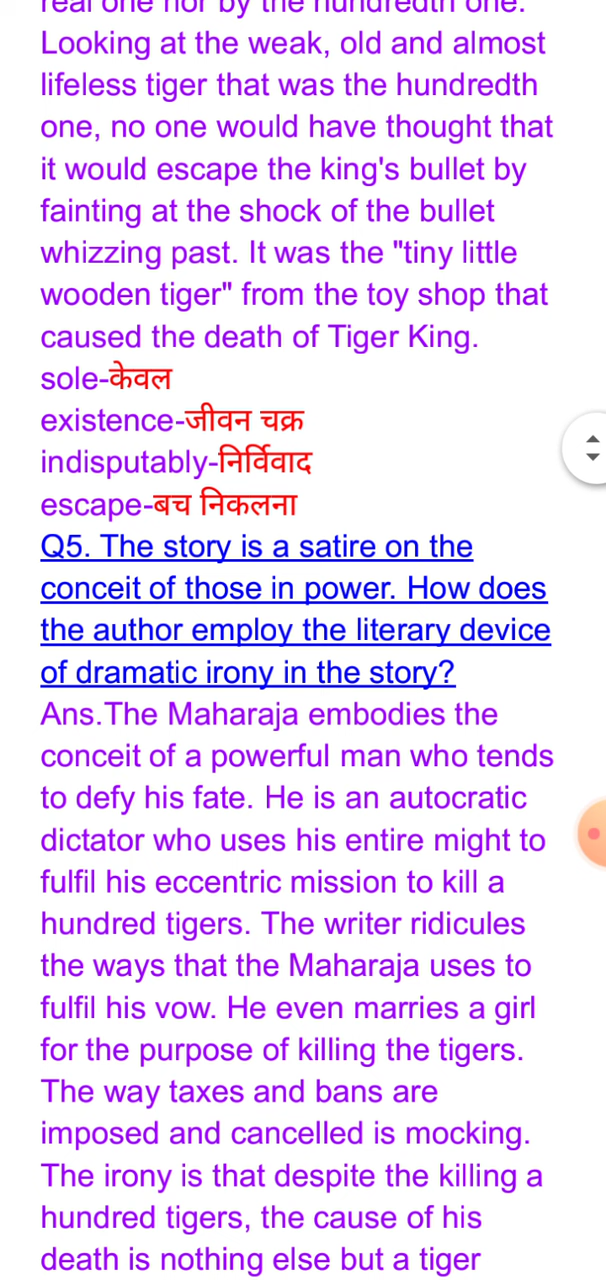 real one nor by the hundredth one.
Looking at the weak, old and almost
lifeless tiger that was the hundredth
one, no one would have thought that
it would escape the king's bullet by
fainting at the shock of the bullet
whizzing past. It was the "tiny little
wooden tiger" from the toy shop that
caused the death of Tiger King.
sole-केवल
existence-जीवन चक्र
indisputably-निर्विवाद
escape-बच निकलना
Q5. The story is a satire on the
conceit of those in power. How does
the author employ the literary device
of dramatic irony in the story?
Ans.The Maharaja embodies the
conceit of a powerful man who tends
to defy his fate. He is an autocratic
dictator who uses his entire might to
fulfil his eccentric mission to kill a
hundred tigers. The writer ridicules
the ways that the Maharaja uses to
fulfil his vow. He even marries a girl
for the purpose of killing the tigers.
The way taxes and bans are
imposed and cancelled is mocking.
The irony is that despite the killing a
hundred tigers, the cause of his
death is nothing else but a tiger